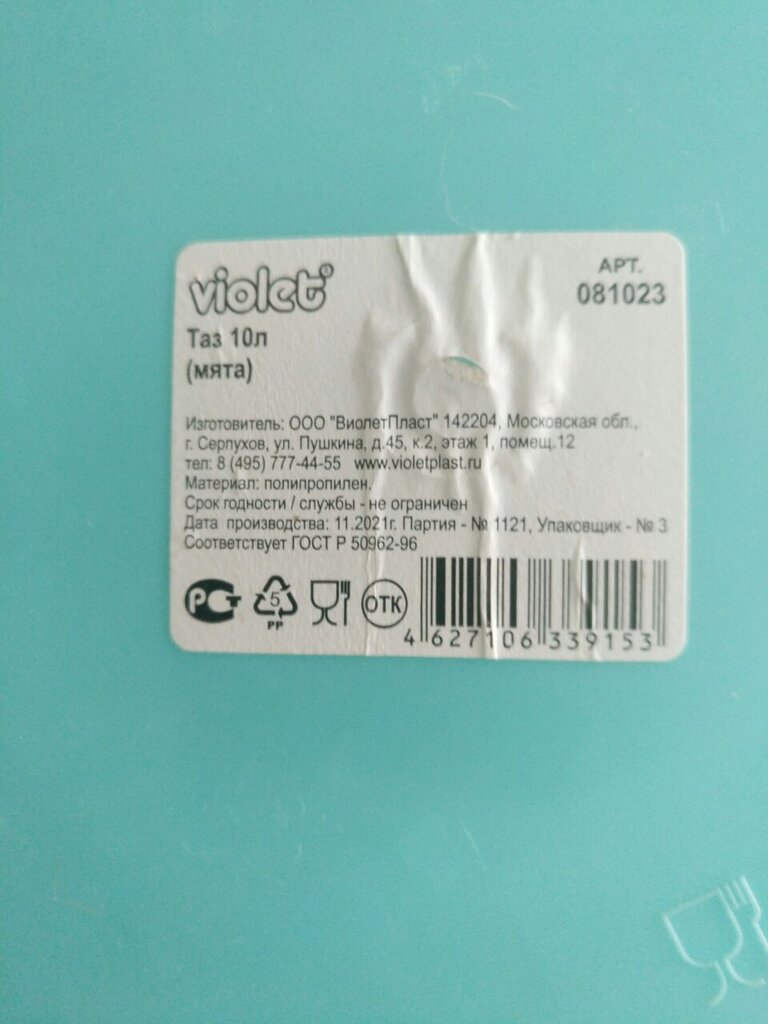 violet®
АРТ.
081023
Таз 10л
(мята)
Изготовитель: ООО "ВиолетПласт" 142204, Московская обл.,
г. Серпухов, ул. Пушкина, д.45, к.2, этаж 1, помещ.12
тел: 8 (495) 777-44-55 www.violetplast.ru
Материал: полипропилен.
Срок годности / службы - не ограничен
Дата производства: 11.2021г. Партия - № 1121, Упаковщик - № 3
Соответствует ГОСТ Р 50962-96
РСТ 5 ОТК
PP
4 627106 339153